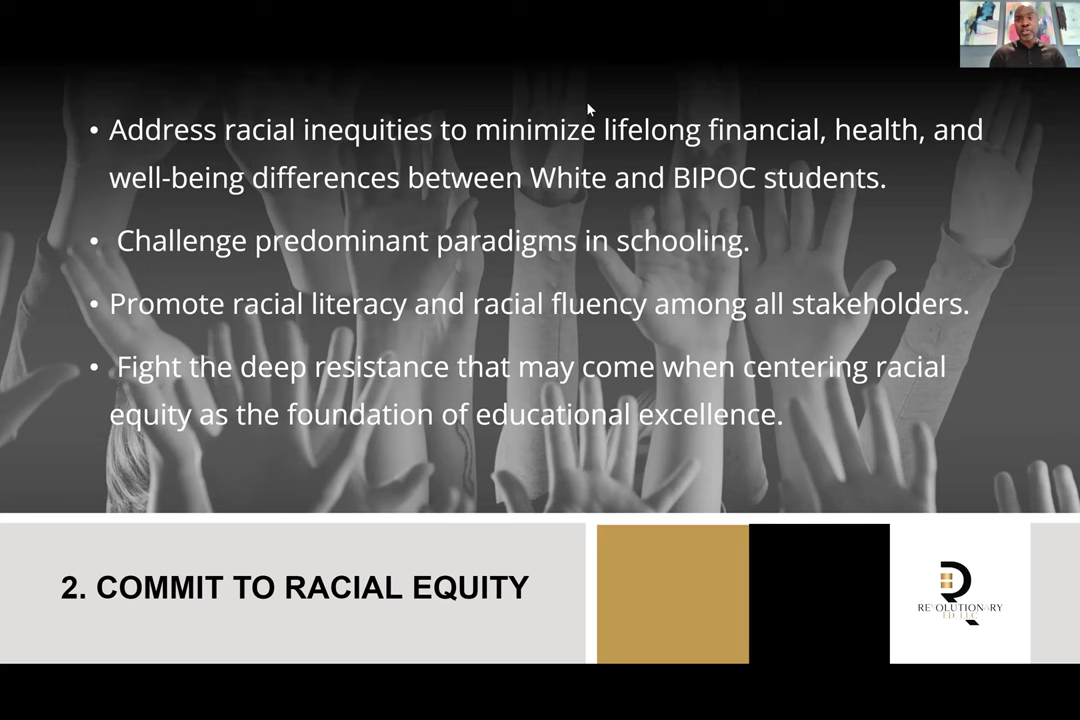 • Address racial inequities to minimize lifelong financial, health, and
well-being differences between White and BIPOC students.
• Challenge predominant paradigms in schooling.
• Promote racial literacy and racial fluency among all stakeholders.
• Fight the deep resistance that may come when centering racial
equity as the foundation of educational excellence.
2. COMMIT TO RACIAL EQUITY
REVOLUTIONARY
ED, LLC